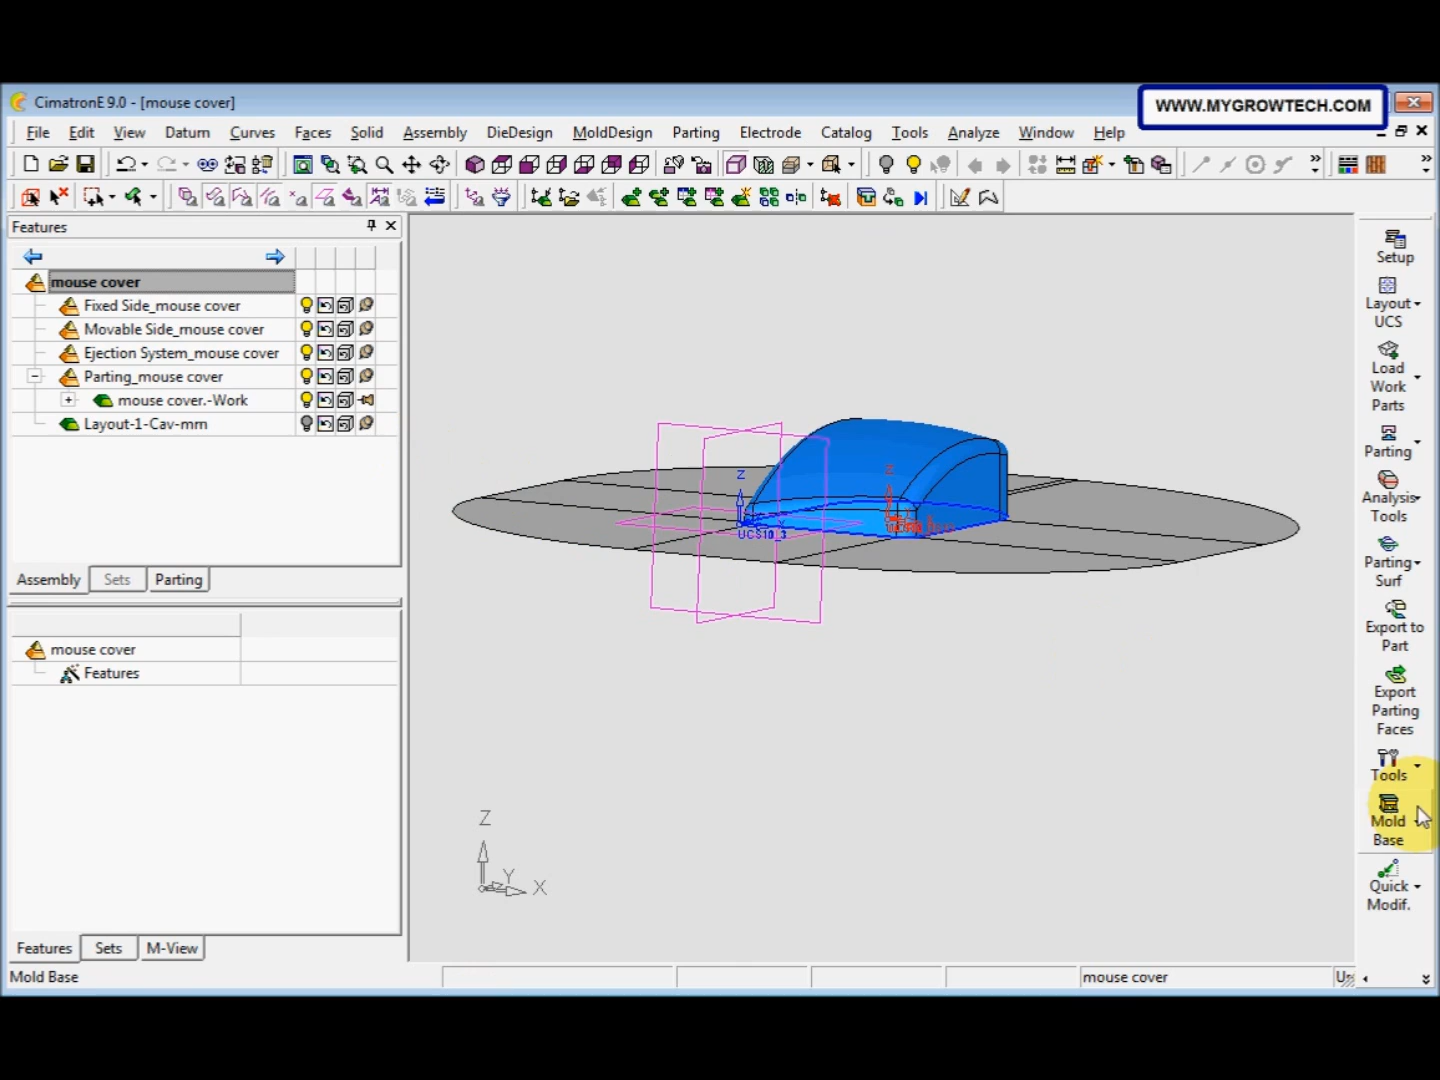 CimatronE 9.0 - [mouse cover]
WWW.MYGROWTECH.COM
File Edit View Datum Curves Faces Solid Assembly DieDesign MoldDesign Parting Electrode Catalog Tools Analyze Window Help
Features
mouse cover
Fixed Side_mouse cover
Movable Side_mouse cover
Ejection System_mouse cover
Parting_mouse cover
mouse cover.-Work
Layout-1-Cav-mm
Assembly Sets Parting
mouse cover
Features
Features Sets M-View
Mold Base
mouse cover
Z
UCS10_3
Z
Z
Y
X
Setup
Layout
UCS
Load
Work
Parts
Parting
Analysis
Tools
Parting
Surf
Export to
Part
Export
Parting
Faces
Tools
Mold
Base
Quick
Modif.